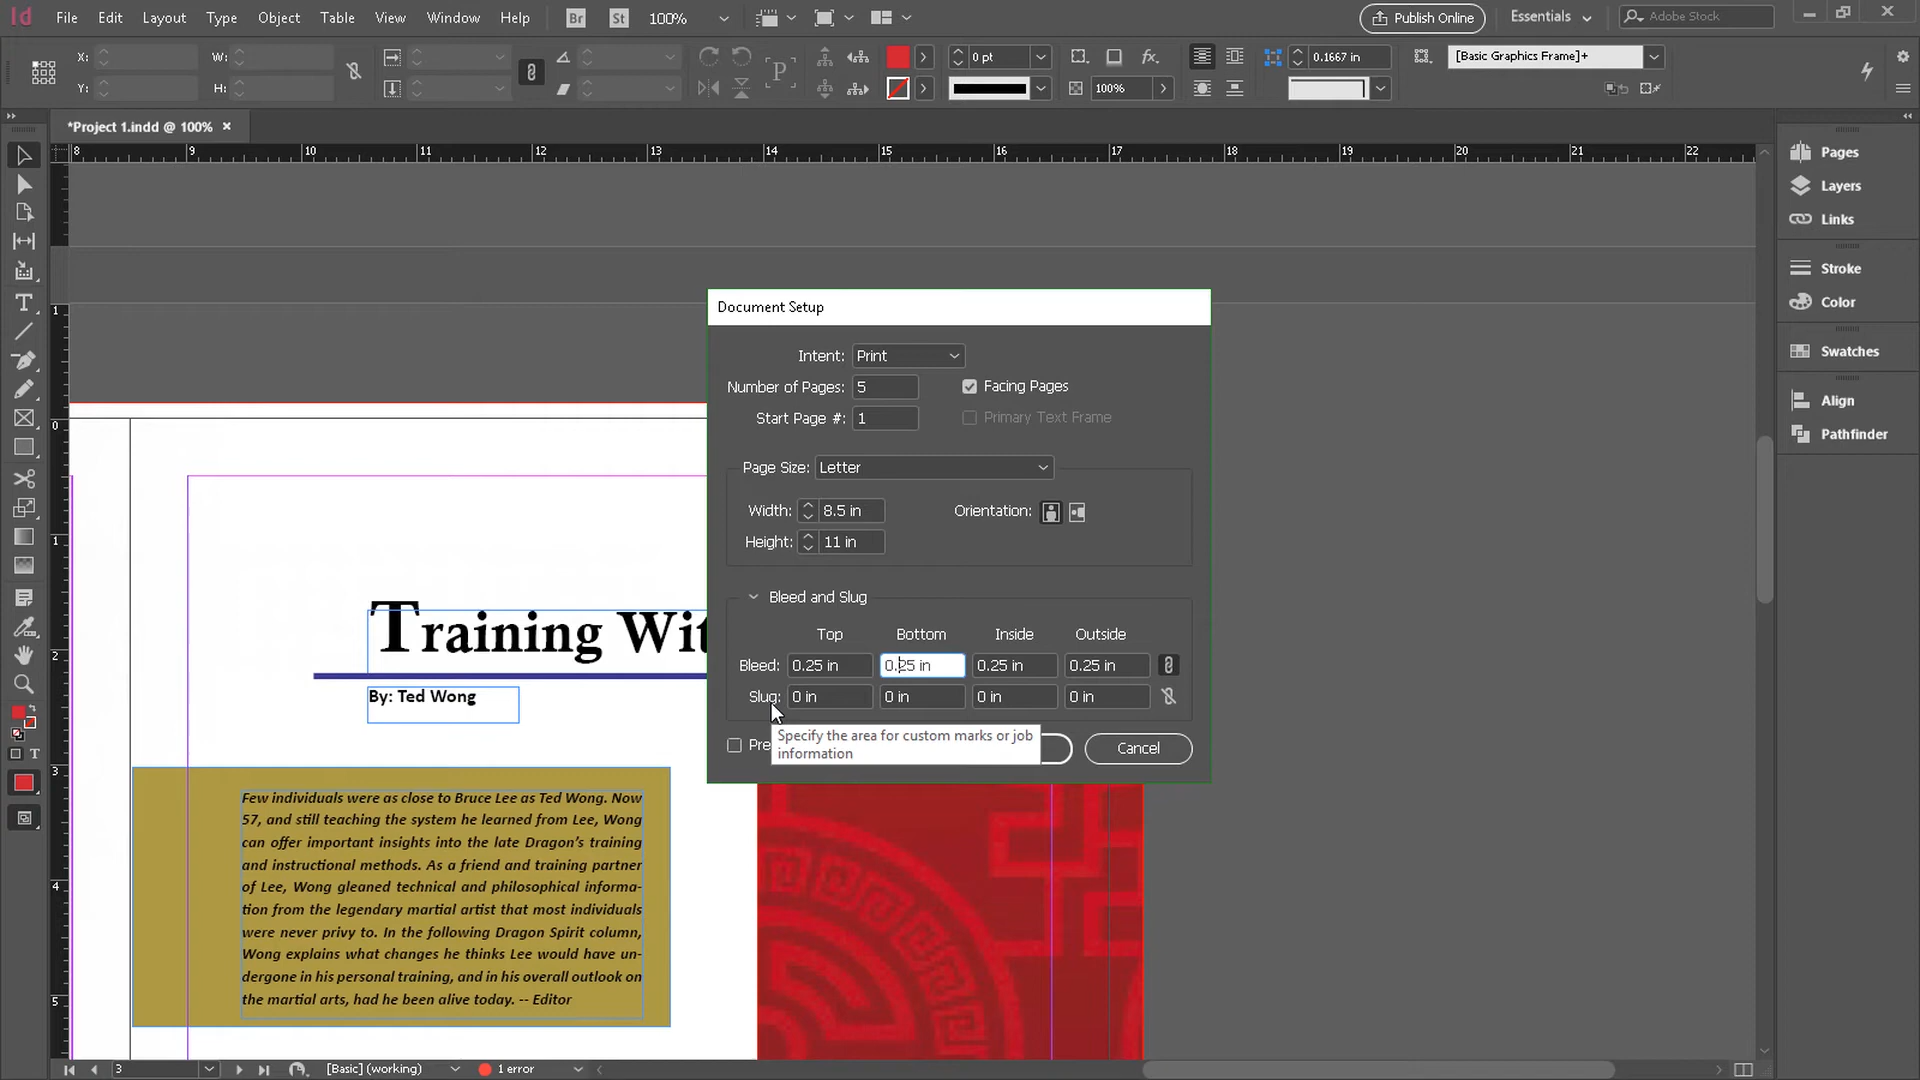 Id File Edit Layout Type Object Table View Window Help Br St 100% Publish Online Essentials Adobe Stock
X: W: 0 pt 0.1667 in [Basic Graphics Frame]+
Y: H: P 100%
*Project 1.indd @ 100% ×
8 9 10 11 12 13 14 15 16 17 18 19 20 21 22
Pages
Layers
Links
Stroke
Color
Swatches
Align
Pathfinder
1
0
1
2
3
4
5
Document Setup
Intent: Print
Number of Pages: 5 Facing Pages
Start Page #: 1 Primary Text Frame
Page Size: Letter
Width: 8.5 in Orientation:
Height: 11 in
Bleed and Slug
Top Bottom Inside Outside
Bleed: 0.25 in 0.25 in 0.25 in 0.25 in
Slug: 0 in 0 in 0 in 0 in
Pre Cancel
Specify the area for custom marks or job
information
Training Wit
By: Ted Wong
Few individuals were as close to Bruce Lee as Ted Wong. Now
57, and still teaching the system he learned from Lee, Wong
can offer important insights into the late Dragon's training
and instructional methods. As a friend and training partner
of Lee, Wong gleaned technical and philosophical informa-
tion from the legendary martial artist that most individuals
were never privy to. In the following Dragon Spirit column,
Wong explains what changes he thinks Lee would have un-
dergone in his personal training, and in his overall outlook on
the martial arts, had he been alive today. -- Editor
3 [Basic] (working) 1 error